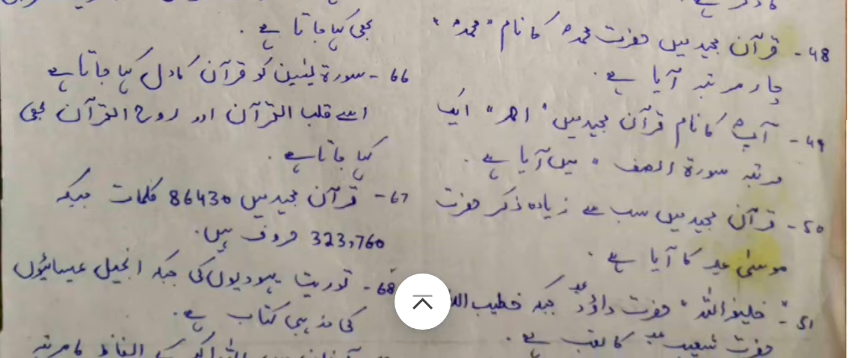 48- قرآن مجید میں حضرت محمدؐ کا نام "محمدؐ"
چار مرتبہ آیا ہے.
49- آپؐ کا نام قرآن مجید میں "احمد" ایک
مرتبہ سورۃ الصف میں آیا ہے.
50- قرآن مجید میں سب سے زیادہ ذکر حضرت
موسیٰ علیہ کا آیا ہے.
51- "خلیفۃ اللہ" حضرت داؤدؑ جبکہ خطیب
حضرت شعیبؑ کا لقب ہے.
بھی کہا جاتا ہے.
66- سورۃ یٰسین کو قرآن کا دل کہا جاتا ہے
اسے قلب القرآن اور روح القرآن بھی
کہا جاتا ہے.
67- قرآن مجید میں 86430 کلمات جبکہ
323,760 حروف ہیں.
68- توریت یہودیوں کی جبکہ انجیل عیسائیوں
کی مذہبی کتاب ہے.